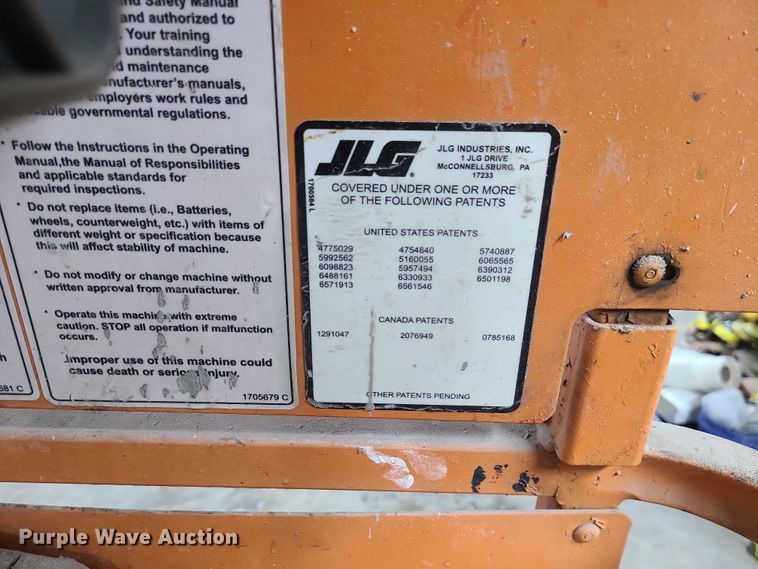 and Safety Manual
and authorized to
. Your training
understanding the
d maintenance
nufacturer's manuals,
employers work rules and
able governmental regulations.
Follow the Instructions in the Operating
Manual,the Manual of Responsibilities
and applicable standards for
required inspections.
· Do not replace items (i.e., Batteries,
wheels, counterweight, etc.) with items of
different weight or specification because
this will affect stability of machine.
· Do not modify or change machine without
written approval from manufacturer.
· Operate this machine with extreme
caution. STOP all operation if malfunction
occurs.
Improper use of this machine could
cause death or serious injury.
1705679 C
681 C
JLG®
JLG INDUSTRIES, INC.
1 JLG DRIVE
McCONNELLSBURG, PA
17233
1700584 L
COVERED UNDER ONE OR MORE
OF THE FOLLOWING PATENTS
UNITED STATES PATENTS
4775029 4754840 5740887
5992562 5160055 6065565
6098823 5957494 6390312
6488161 6330933 6501198
6571913 6561546
CANADA PATENTS
1291047 2076949 0785168
OTHER PATENTS PENDING
Purple Wave Auction